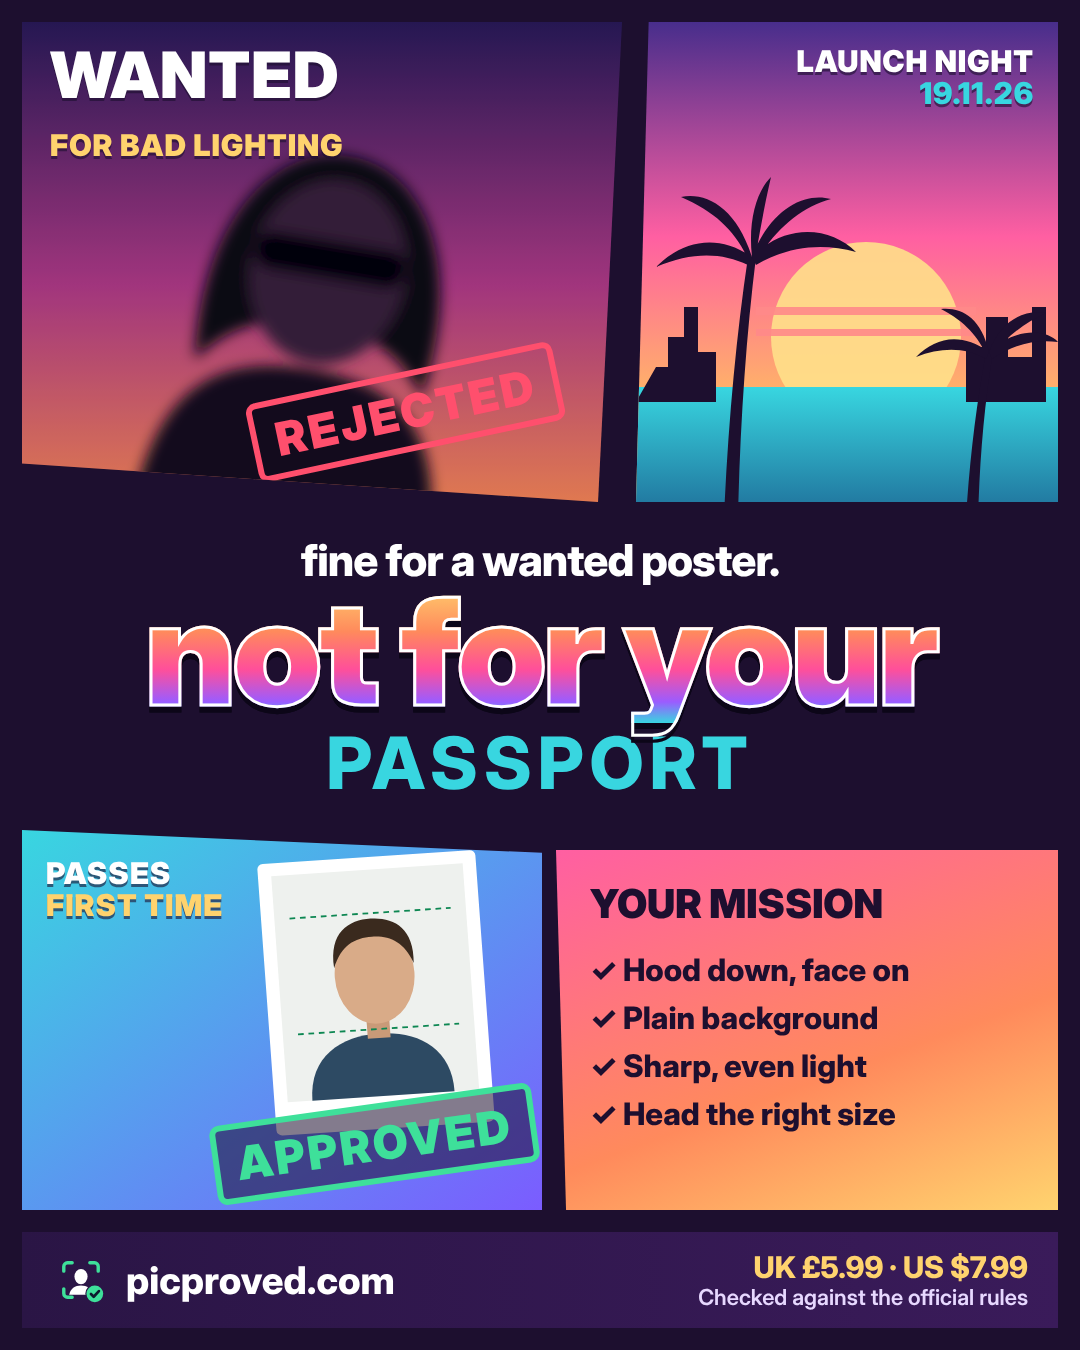 WANTED
FOR BAD LIGHTING
REJECTED
LAUNCH NIGHT
19.11.26
fine for a wanted poster.
not for your
PASSPORT
PASSES
FIRST TIME
APPROVED
YOUR MISSION
✓ Hood down, face on
✓ Plain background
✓ Sharp, even light
✓ Head the right size
picproved.com
UK £5.99 · US $7.99
Checked against the official rules